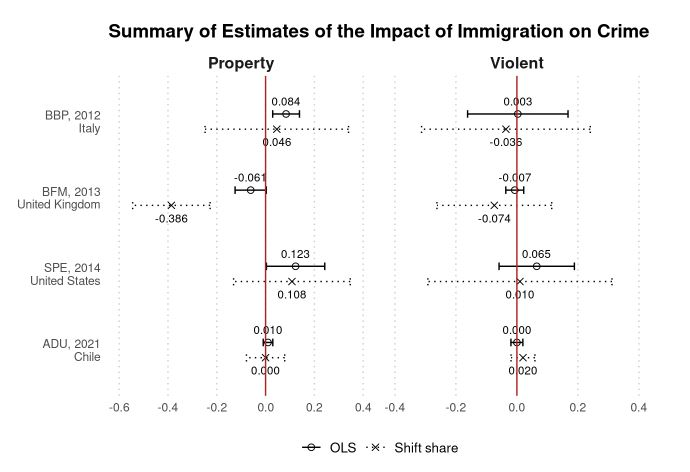 Summary of Estimates of the Impact of Immigration on Crime
Property
Violent
BBP, 2012
Italy
0.084
0.046
0.003
-0.036
BFM, 2013
United Kingdom
-0.061
-0.386
-0.007
-0.074
SPE, 2014
United States
0.123
0.108
0.065
0.010
ADU, 2021
Chile
0.010
0.000
0.000
0.020
-0.6 -0.4 -0.2 0.0 0.2 0.4
-0.4 -0.2 0.0 0.2 0.4
OLS
Shift share